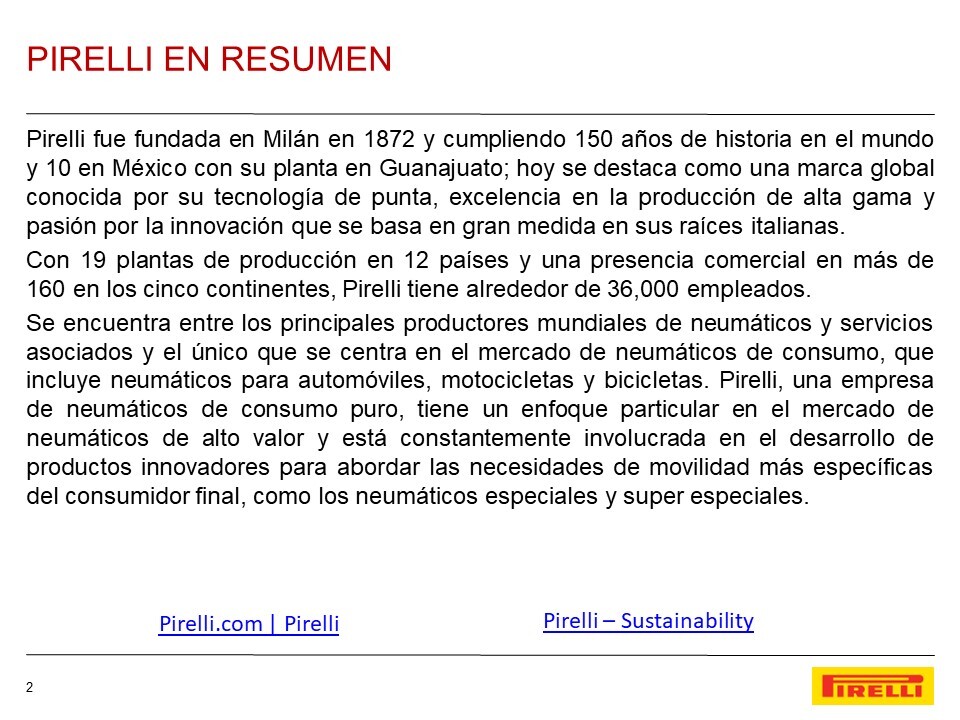 PIRELLI EN RESUMEN
Pirelli fue fundada en Milán en 1872 y cumpliendo 150 años de historia en el mundo
y 10 en México con su planta en Guanajuato; hoy se destaca como una marca global
conocida por su tecnología de punta, excelencia en la producción de alta gama y
pasión por la innovación que se basa en gran medida en sus raíces italianas.
Con 19 plantas de producción en 12 países y una presencia comercial en más de
160 en los cinco continentes, Pirelli tiene alrededor de 36,000 empleados.
Se encuentra entre los principales productores mundiales de neumáticos y servicios
asociados y el único que se centra en el mercado de neumáticos de consumo, que
incluye neumáticos para automóviles, motocicletas y bicicletas. Pirelli, una empresa
de neumáticos de consumo puro, tiene un enfoque particular en el mercado de
neumáticos de alto valor y está constantemente involucrada en el desarrollo de
productos innovadores para abordar las necesidades de movilidad más específicas
del consumidor final, como los neumáticos especiales y super especiales.
Pirelli.com | Pirelli
Pirelli – Sustainability
2
PIRELLI